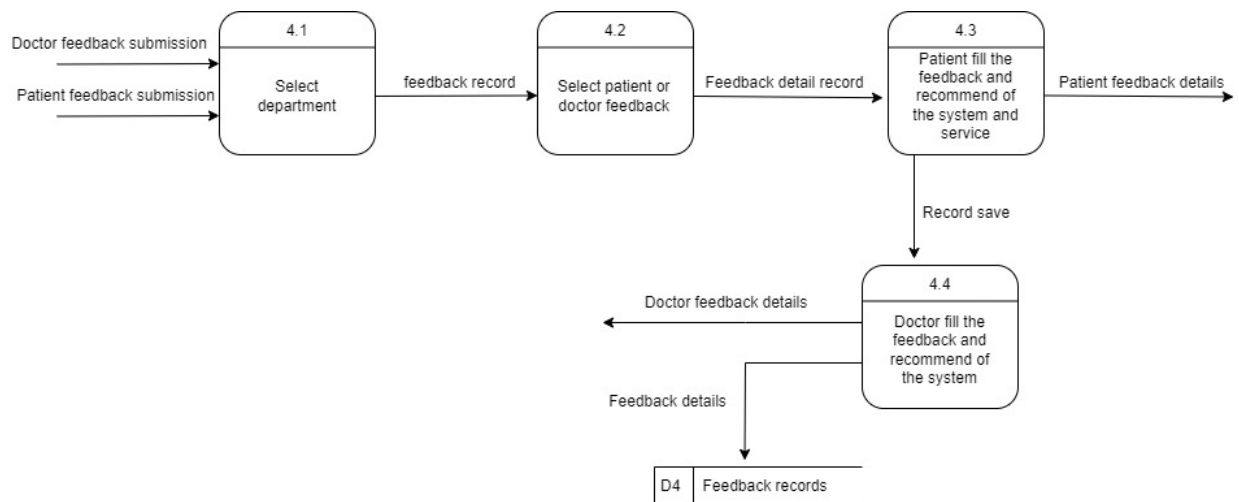 4.1
4.2
4.3
Doctor feedback submission
Patient feedback submission
Select
department
feedback record
Select patient or
doctor feedback
Feedback detail record
Patient fill the
feedback and
recommend of
the system and
service
Patient feedback details
Record save
4.4
Doctor feedback details
Doctor fill the
feedback and
recommend of
the system
Feedback details
D4
Feedback records